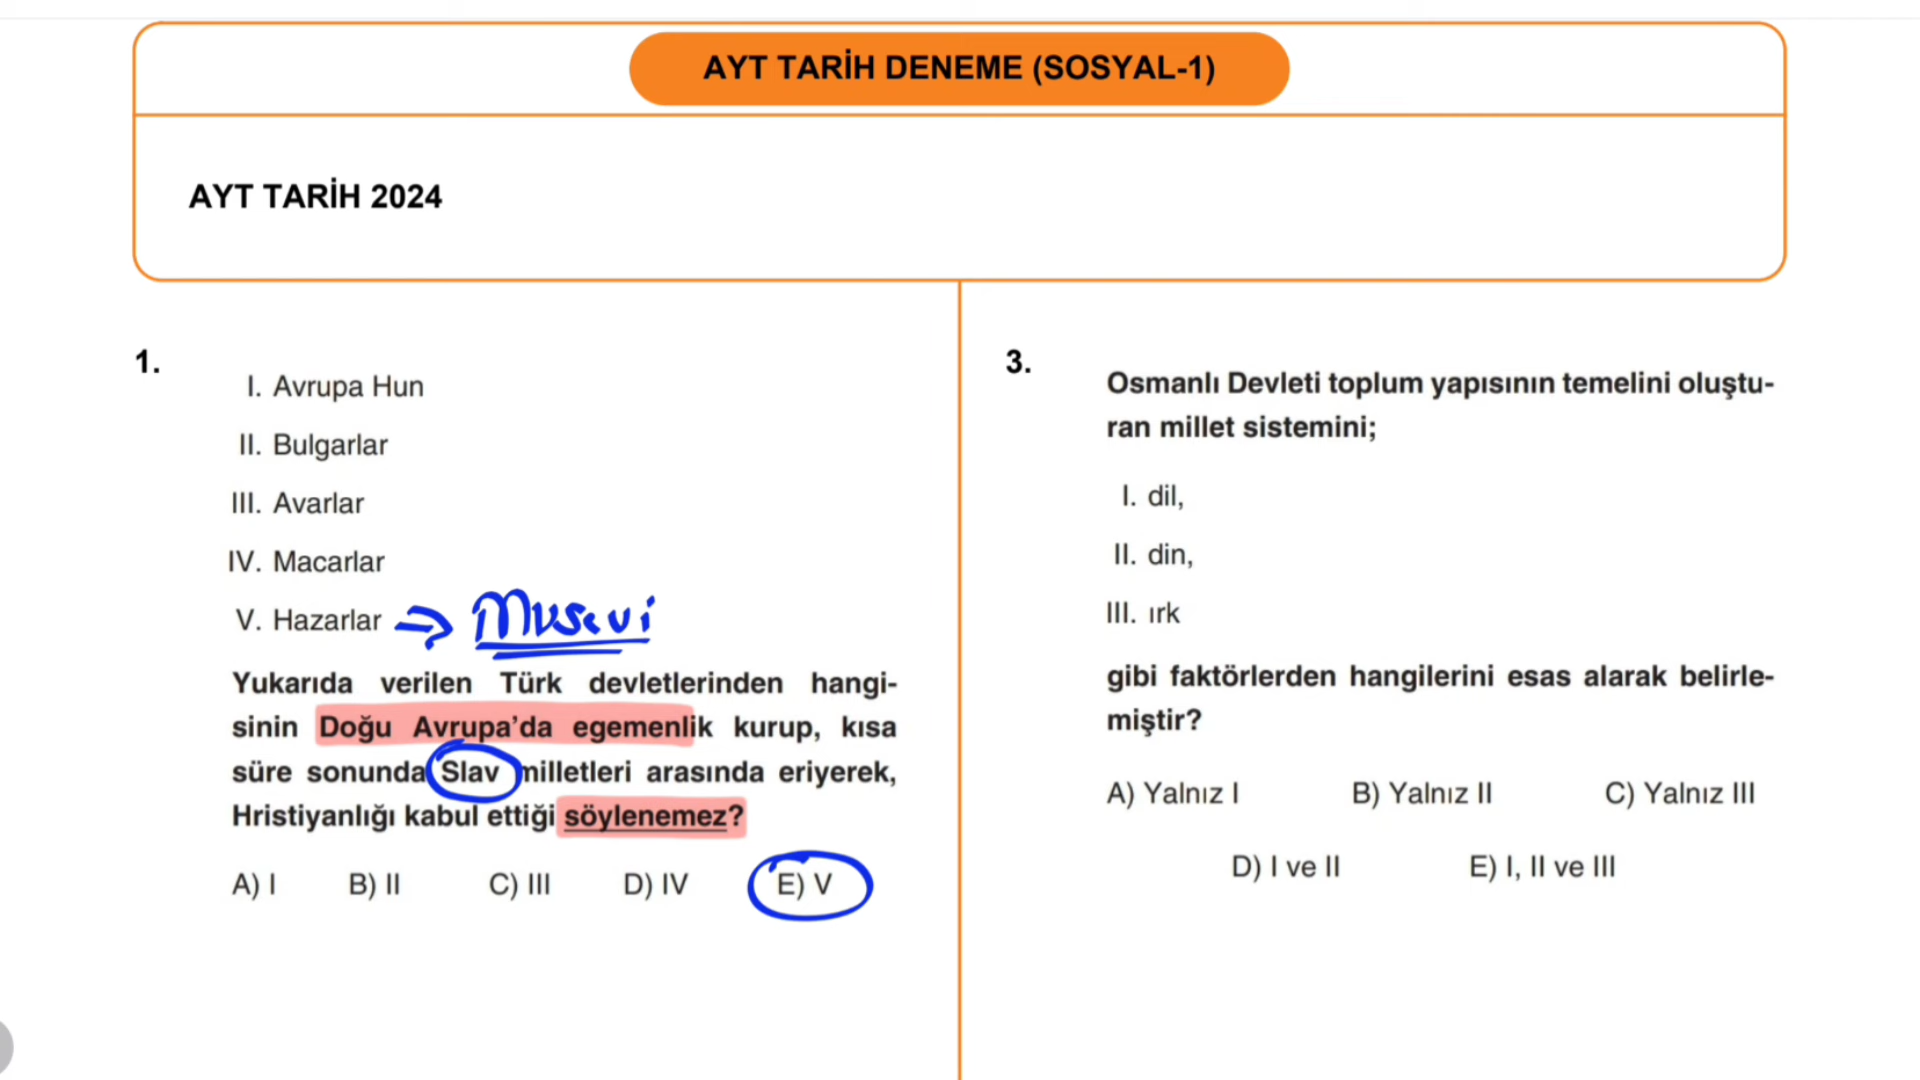 AYT TARİH DENEME (SOSYAL-1)
AYT TARİH 2024
1.
I. Avrupa Hun
II. Bulgarlar
III. Avarlar
IV. Macarlar
V. Hazarlar → Musevi
Yukarıda verilen Türk devletlerinden hangi-
sinin Doğu Avrupa'da egemenlik kurup, kısa
süre sonunda Slav milletleri arasında eriyerek,
Hristiyanlığı kabul ettiği söylenemez?
A) I B) II C) III D) IV E) V
3.
Osmanlı Devleti toplum yapısının temelini oluştu-
ran millet sistemini;
I. dil,
II. din,
III. ırk
gibi faktörlerden hangilerini esas alarak belirle-
miştir?
A) Yalnız I B) Yalnız II C) Yalnız III
D) I ve II E) I, II ve III